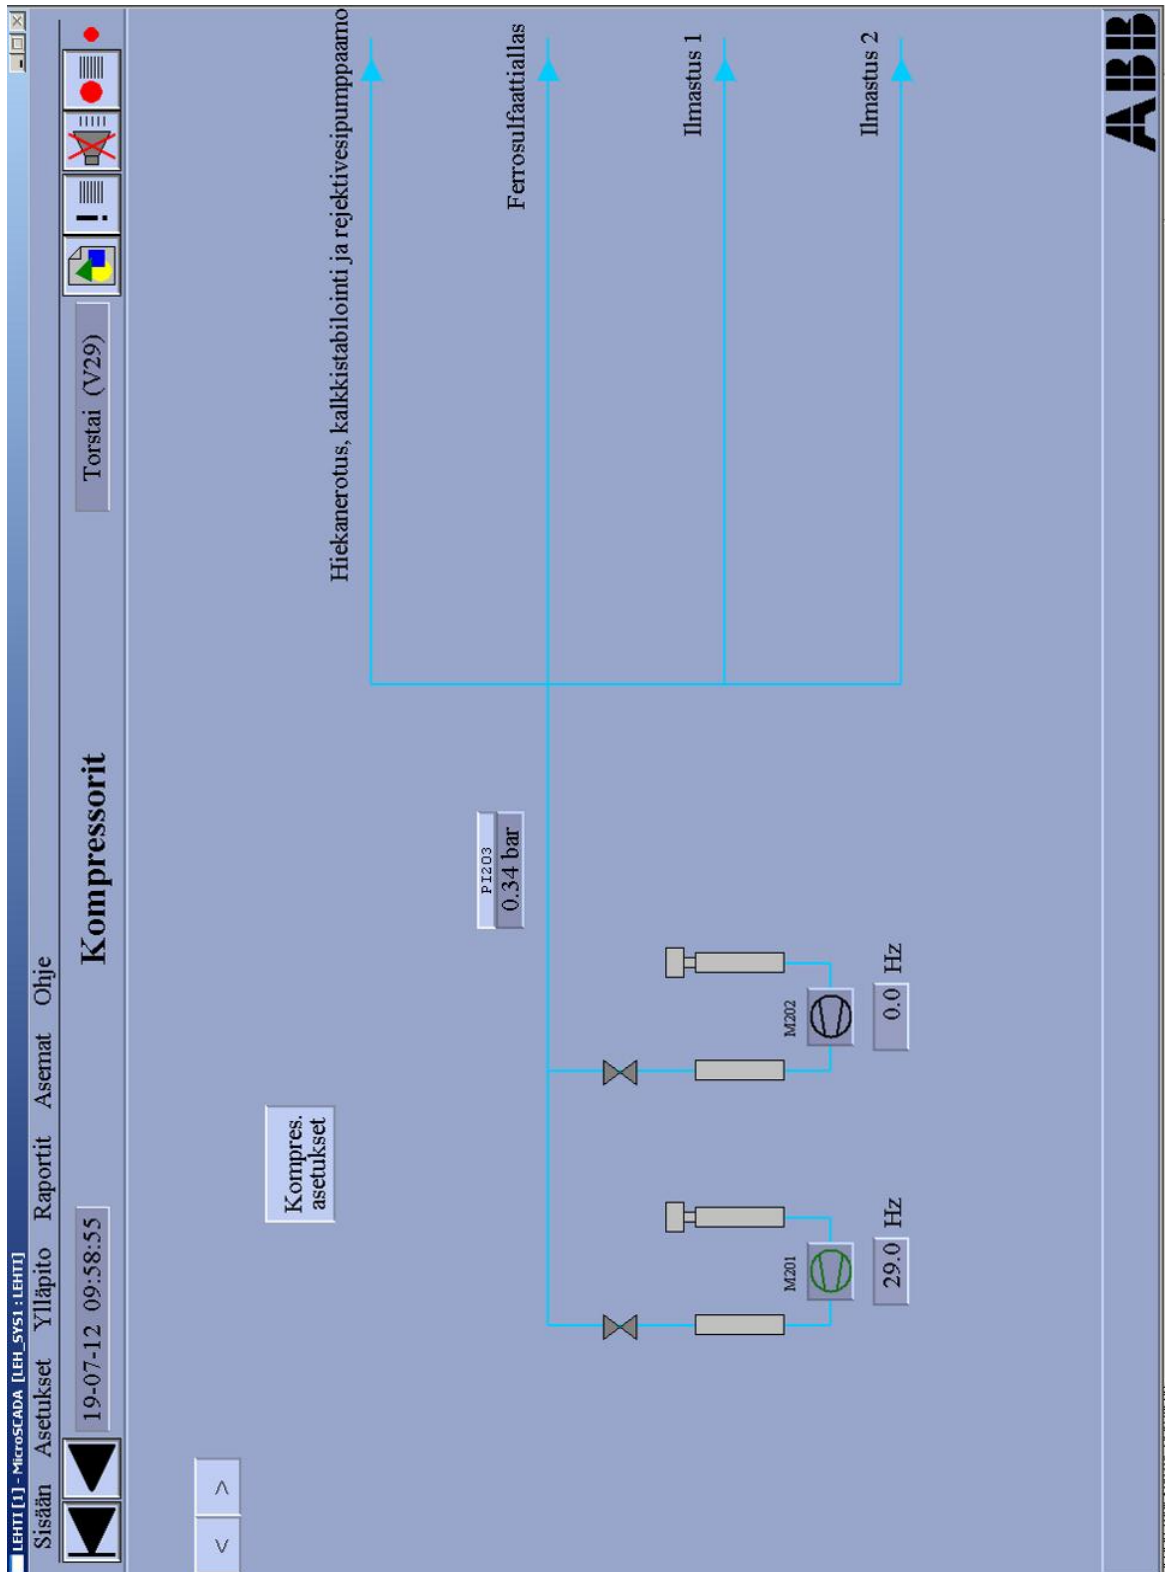 LEHTI [1] - MicroSCADA [LEH_SYS1 : LEHTI]
Sisään Asetukset Ylläpito Raportit Asemat Ohje
19-07-12 09:58:55
Kompressorit
Torstai (V29)
< >
Kompres.
asetukset
Hiekanerotus, kalkkistabilointi ja rejektivesipumppaamo
PI203
0.34 bar
Ferrosulfaattiallas
Ilmastus 1
M201
M202
29.0 Hz
0.0 Hz
Ilmastus 2
ABB